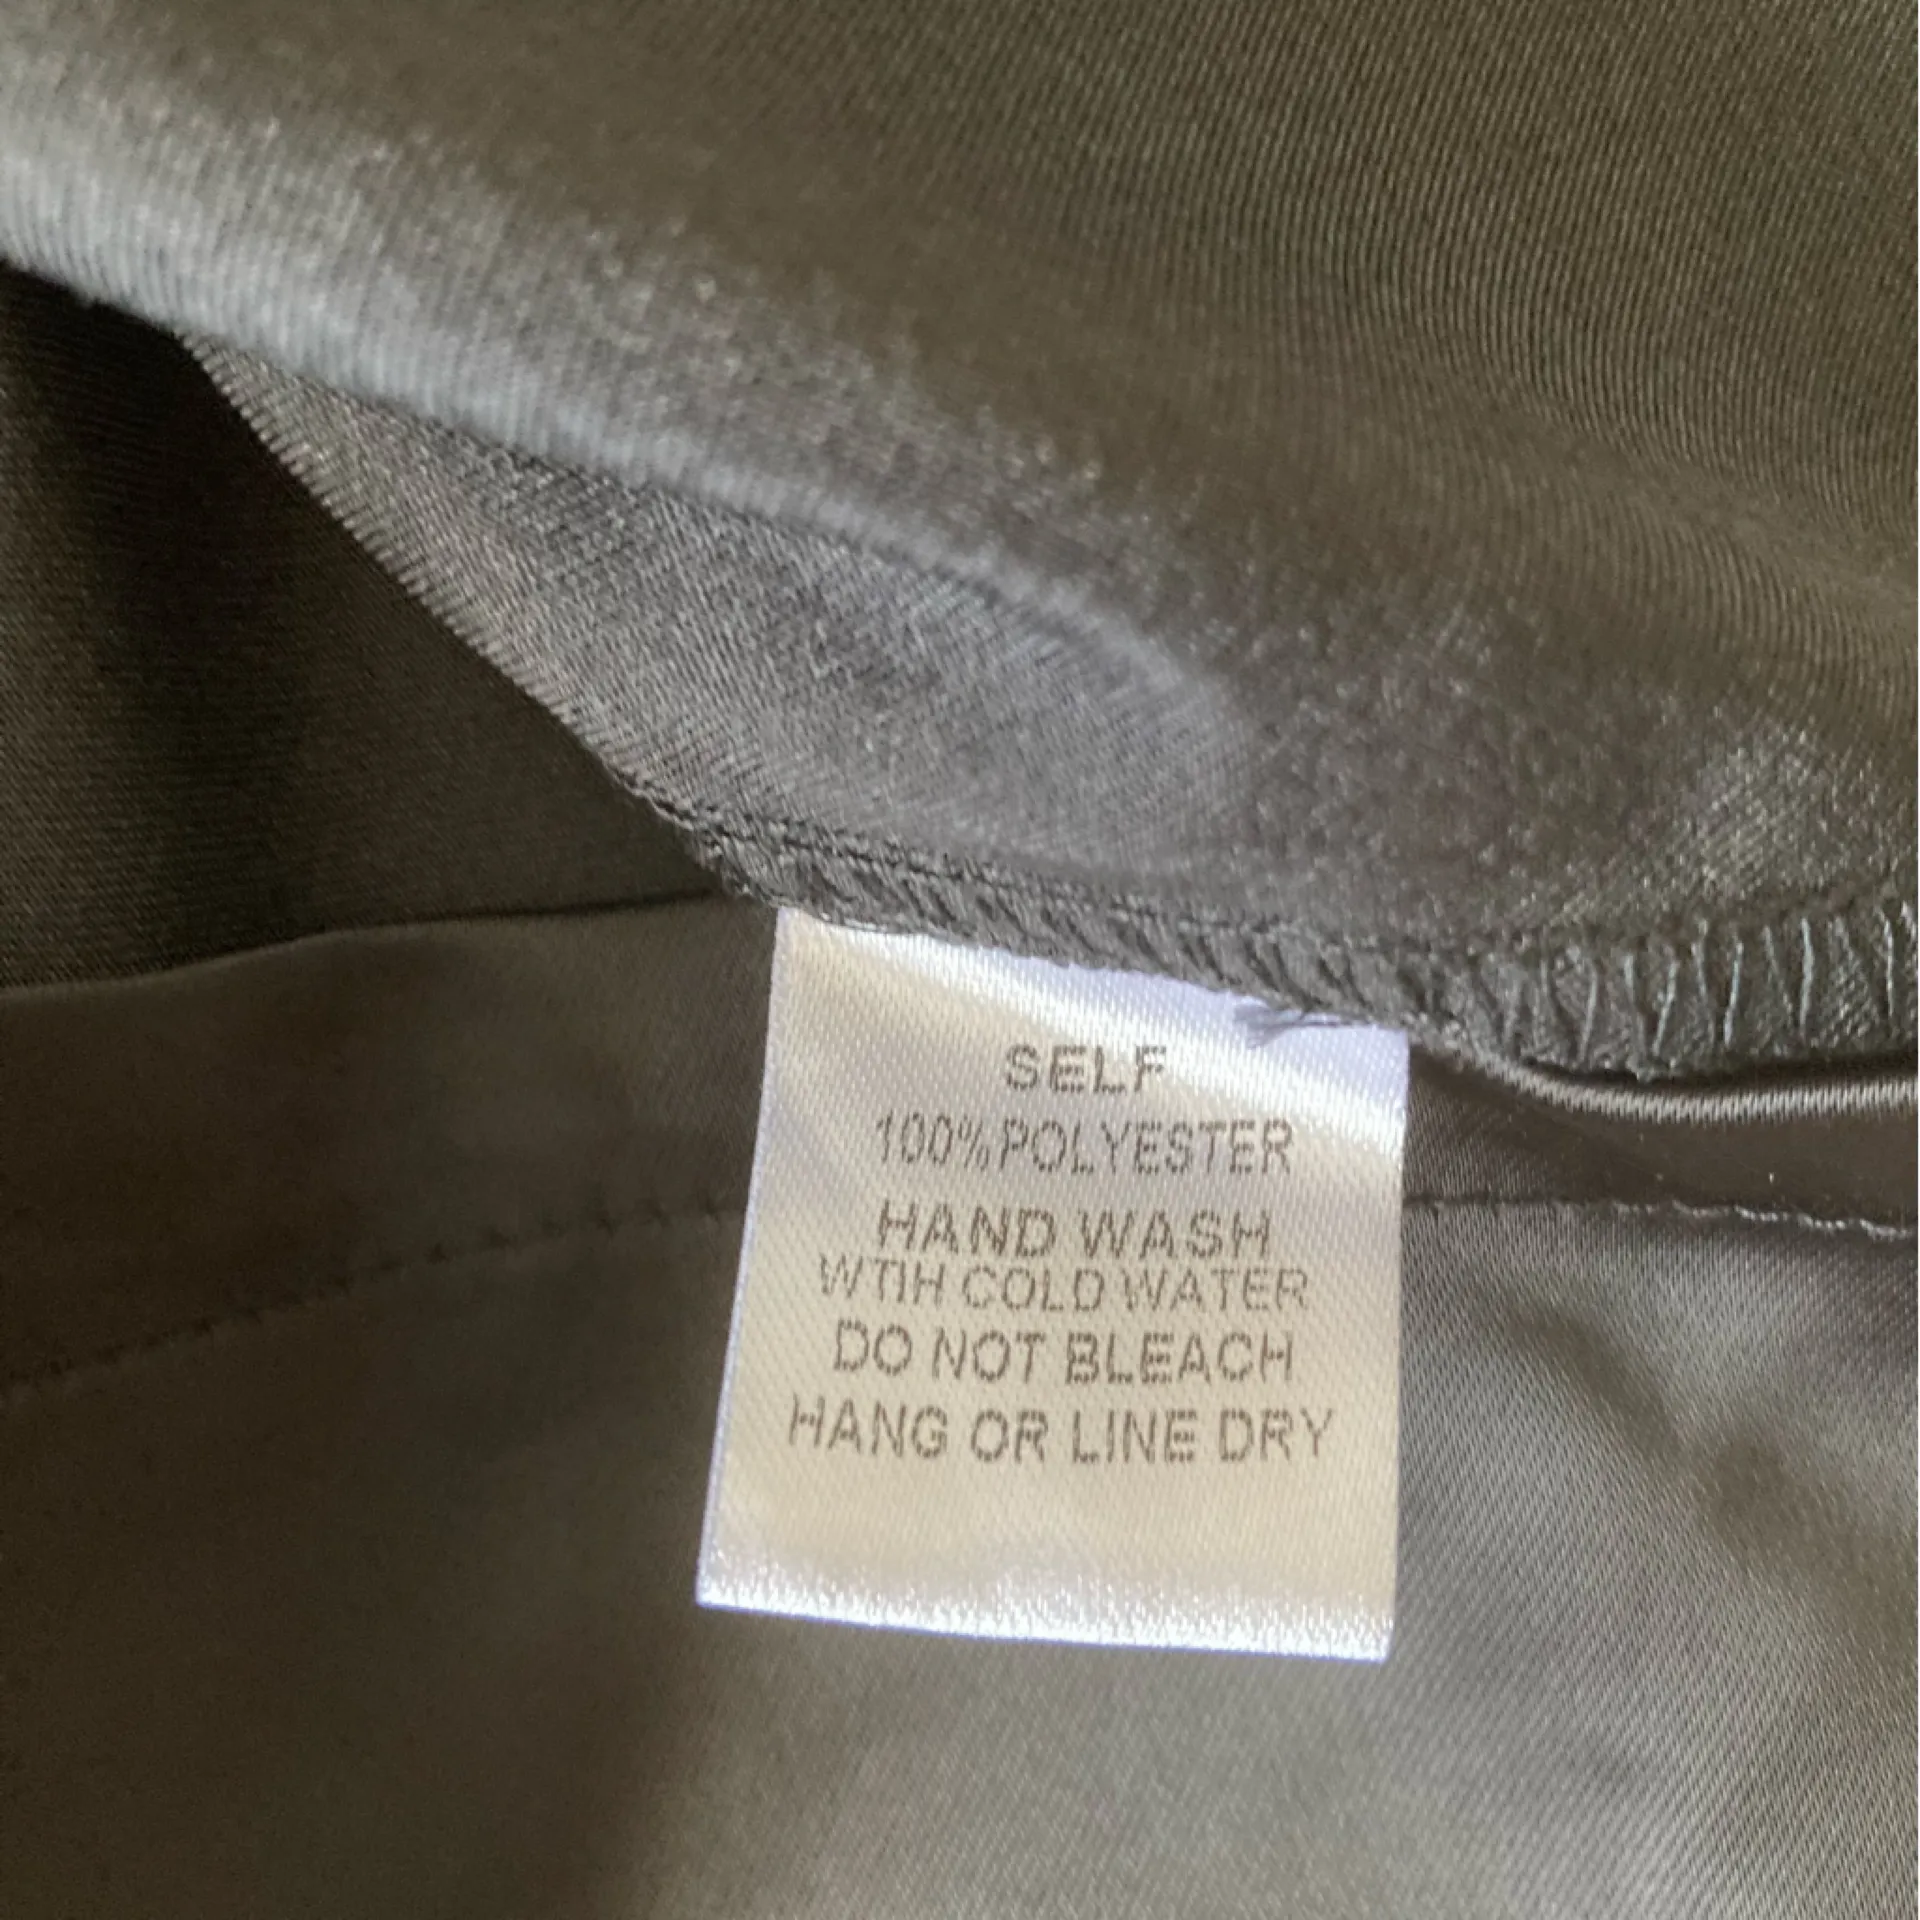 SELF
100%POLYESTER
HAND WASH
WTIH COLD WATER
DO NOT BLEACH
HANG OR LINE DRY